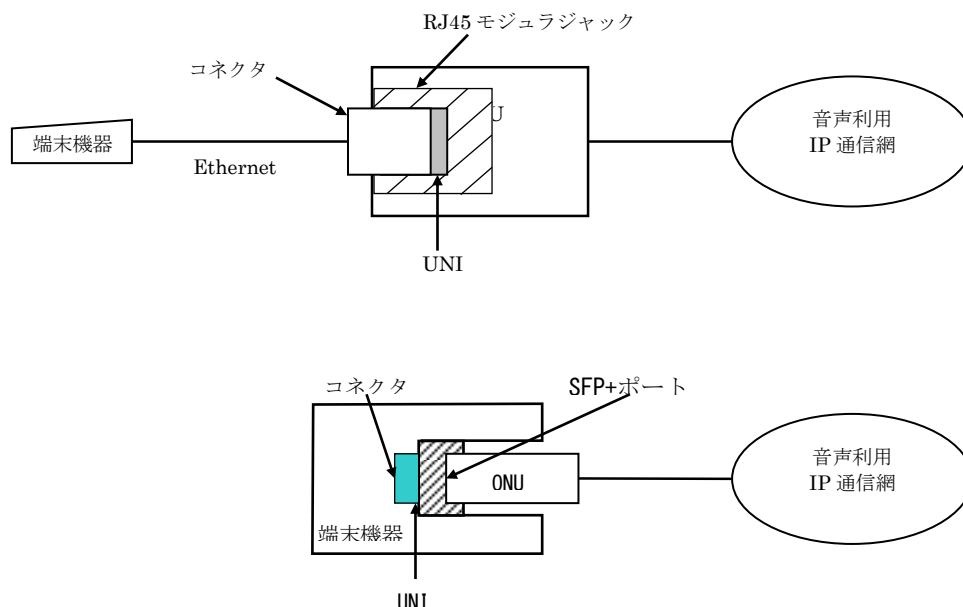 RJ45 モジュラジャック
コネクタ
U
端末機器
Ethernet
音声利用
IP 通信網
UNI
コネクタ
SFP+ポート
ONU
音声利用
IP 通信網
端末機器
UNI